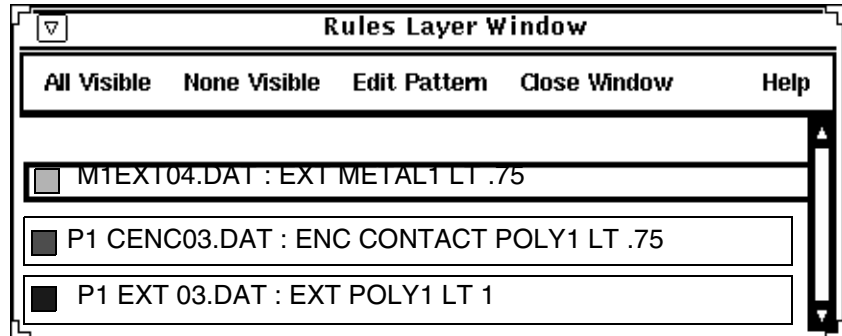 Rules Layer Window
All Visible None Visible Edit Pattern Close Window Help
M1EXT04.DAT : EXT METAL1 LT .75
P1 CENC03.DAT : ENC CONTACT POLY1 LT .75
P1 EXT 03.DAT : EXT POLY1 LT 1